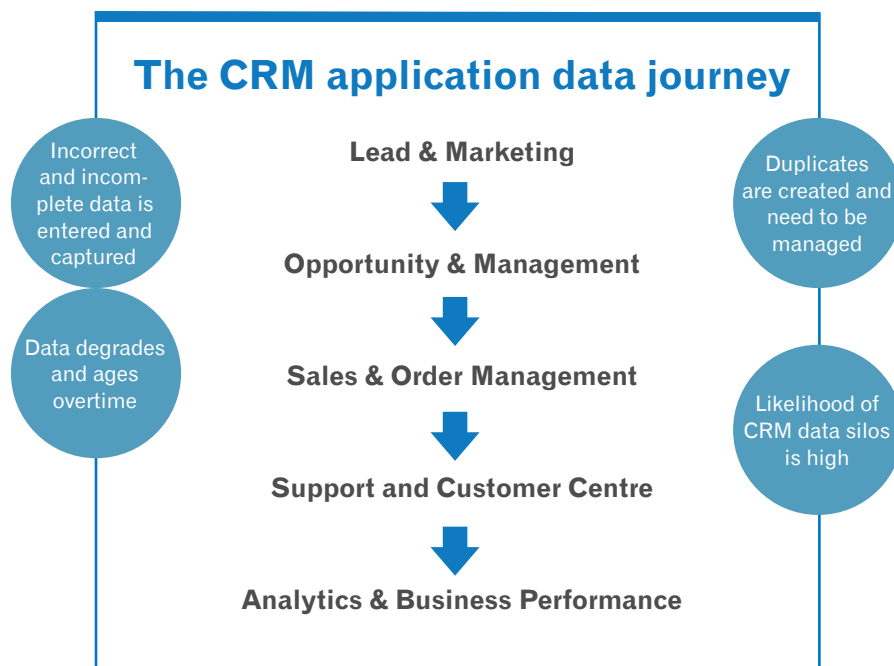 The CRM application data journey
Incorrect
and incom-
plete data is
entered and
captured
Data degrades
and ages
overtime
Lead & Marketing
Opportunity & Management
Sales & Order Management
Support and Customer Centre
Analytics & Business Performance
Duplicates
are created and
need to be
managed
Likelihood of
CRM data silos
is high